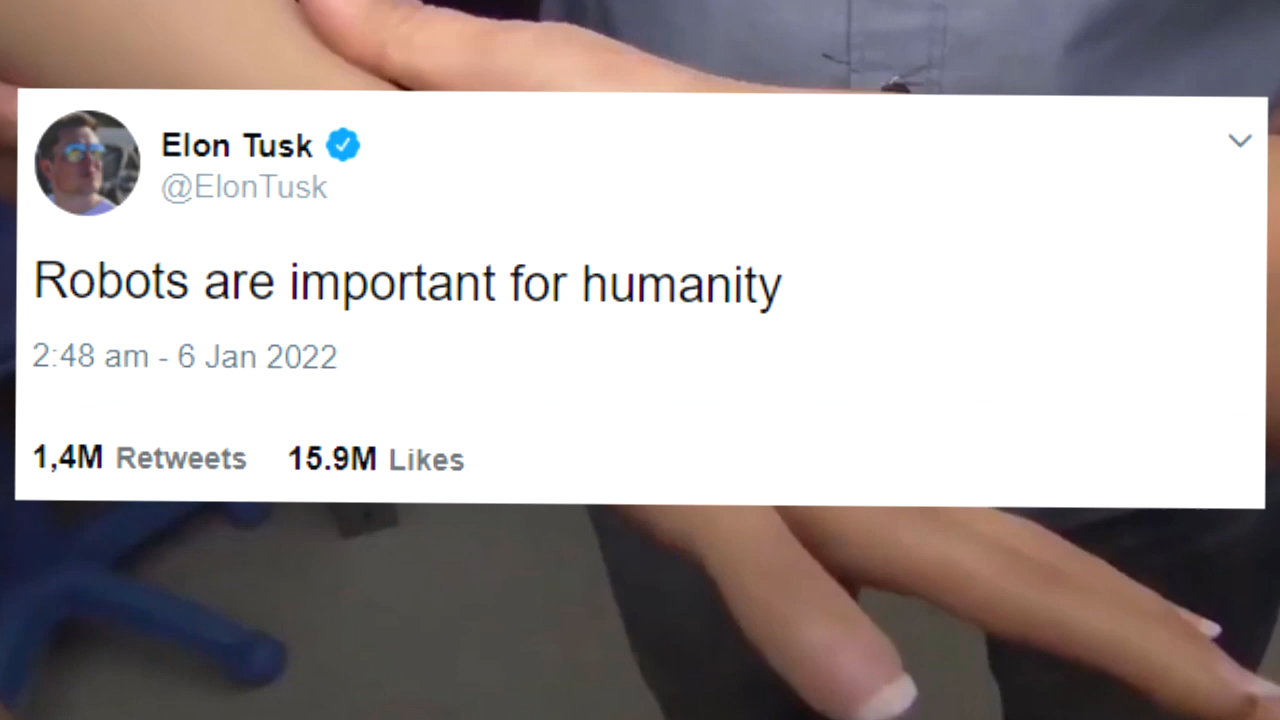 Elon Tusk
@ElonTusk
Robots are important for humanity
2:48 am - 6 Jan 2022
1,4M Retweets 15.9M Likes